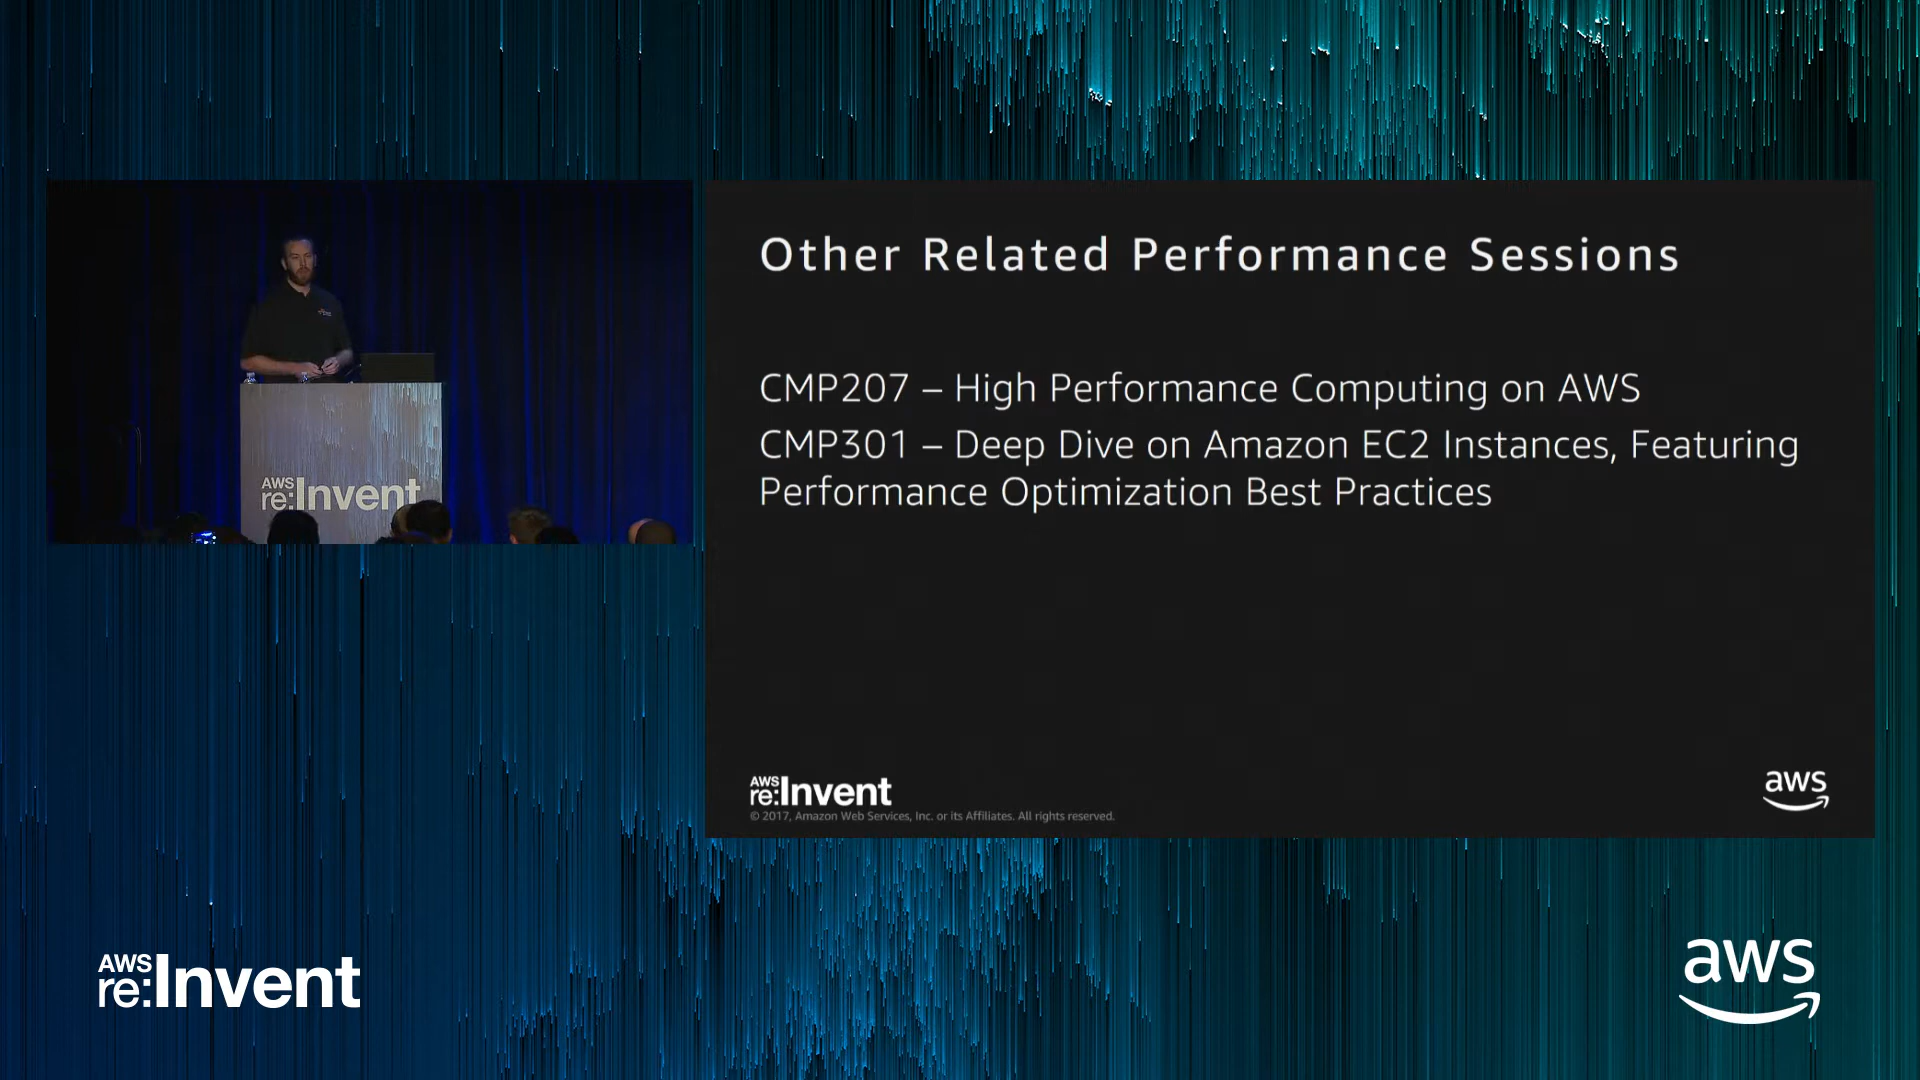 Other Related Performance Sessions
CMP207 – High Performance Computing on AWS
CMP301 – Deep Dive on Amazon EC2 Instances, Featuring
Performance Optimization Best Practices
AWS
re:Invent
AWS
re:Invent
© 2017, Amazon Web Services, Inc. or its Affiliates. All rights reserved.
aws
AWS
re:Invent
aws